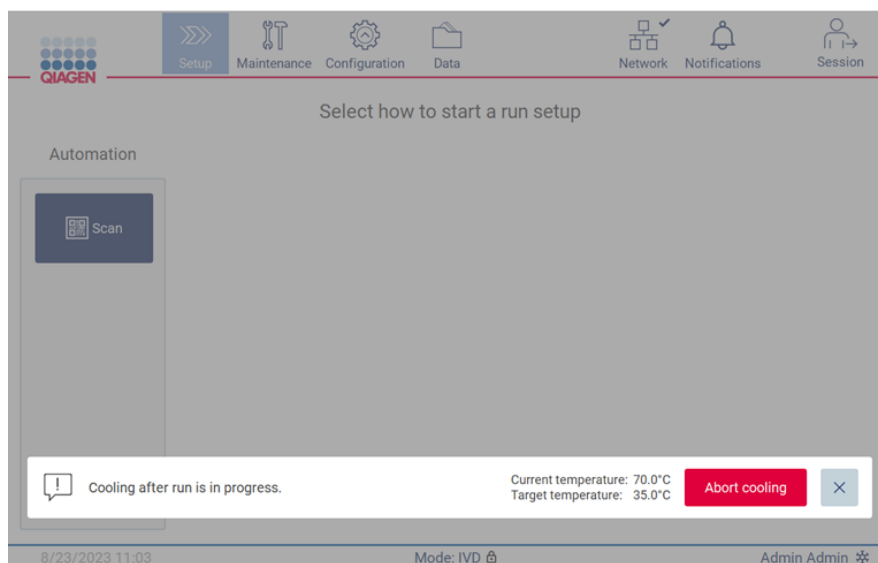 QIAGEN
Setup
Maintenance
Configuration
Data
Network
Notifications
Session
Select how to start a run setup
Automation
Scan
Cooling after run is in progress.
Current temperature: 70.0°C
Target temperature: 35.0°C
Abort cooling
8/23/2023 11:03
Mode: IVD
Admin Admin